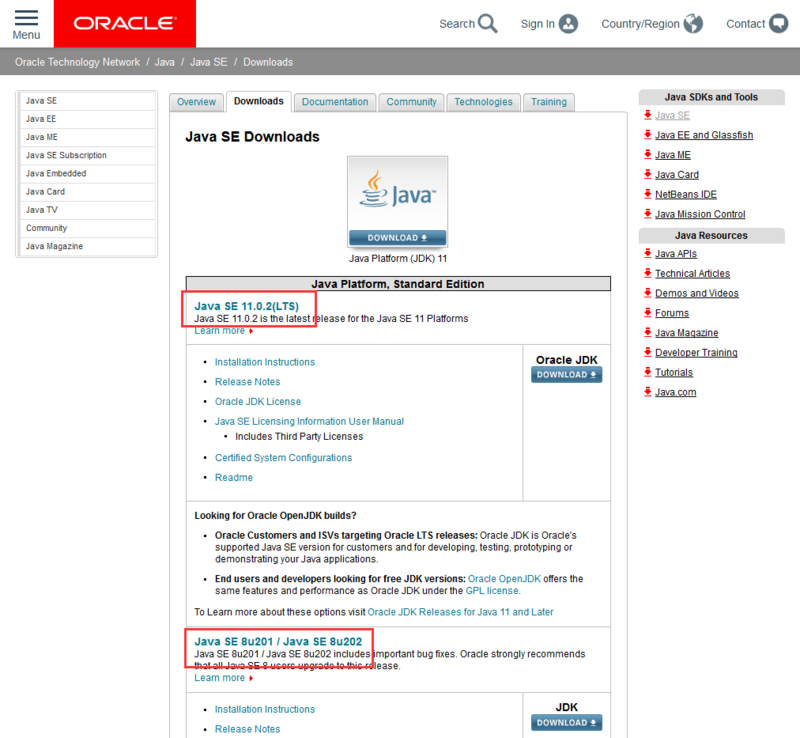 Menu
ORACLE
Search
Sign In
Country/Region
Contact
Oracle Technology Network / Java / Java SE / Downloads
Java SE
Java EE
Java ME
Java SE Subscription
Java Embedded
Java Card
Java TV
Community
Java Magazine
Overview
Downloads
Documentation
Community
Technologies
Training
Java SE Downloads
Java
DOWNLOAD
Java Platform (JDK) 11
Java Platform, Standard Edition
Java SE 11.0.2(LTS)
Java SE 11.0.2 is the latest release for the Java SE 11 Platforms
Learn more
Installation Instructions
Release Notes
Oracle JDK License
Java SE Licensing Information User Manual
Includes Third Party Licenses
Certified System Configurations
Readme
Oracle JDK
DOWNLOAD
Looking for Oracle OpenJDK builds?
Oracle Customers and ISVs targeting Oracle LTS releases: Oracle JDK is Oracle's
supported Java SE version for customers and for developing, testing, prototyping or
demonstrating your Java applications.
End users and developers looking for free JDK versions: Oracle OpenJDK offers the
same features and performance as Oracle JDK under the GPL license.
To Learn more about these options visit Oracle JDK Releases for Java 11 and Later
Java SE 8u201 / Java SE 8u202
Java SE 8u201 / Java SE 8u202 includes important bug fixes. Oracle strongly recommends
that all Java SE 8 users upgrade to this release.
Learn more
Installation Instructions
Release Notes
JDK
DOWNLOAD
Java SDKs and Tools
Java SE
Java EE and Glassfish
Java ME
Java Card
NetBeans IDE
Java Mission Control
Java Resources
Java APIs
Technical Articles
Demos and Videos
Forums
Java Magazine
Developer Training
Tutorials
Java.com